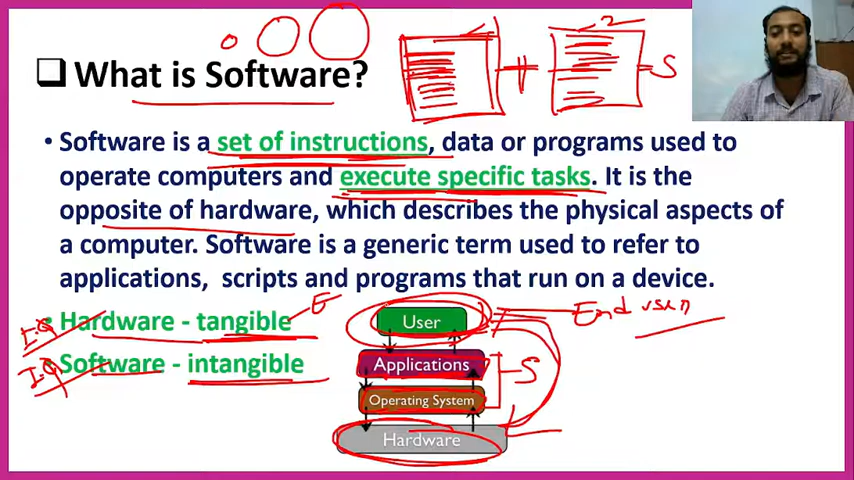 1
2
S
What is Software?
• Software is a set of instructions, data or programs used to
operate computers and execute specific tasks. It is the
opposite of hardware, which describes the physical aspects of
a computer. Software is a generic term used to refer to
applications, scripts and programs that run on a device.
• Hardware - tangible
• Software - intangible
I.Q
I.Q
User
End user
Applications
S
Operating System
Hardware